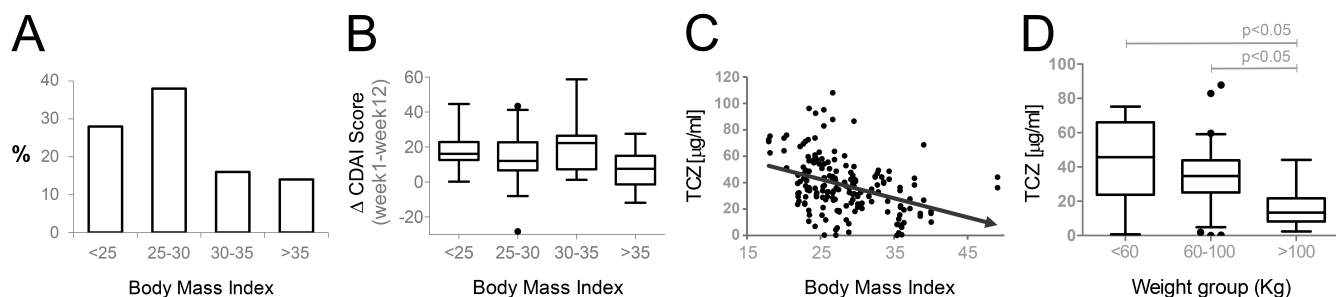 A
%
40
30
20
10
0
<25
25-30
30-35
>35
Body Mass Index
B
Δ CDAI Score
(week1-week12)
60
40
20
0
-20
<25
25-30
30-35
>35
Body Mass Index
C
TCZ [µg/ml]
120
100
80
60
40
20
0
15
25
35
45
Body Mass Index
D
p<0.05
p<0.05
TCZ [µg/ml]
100
80
60
40
20
0
<60
60-100
>100
Weight group (Kg)